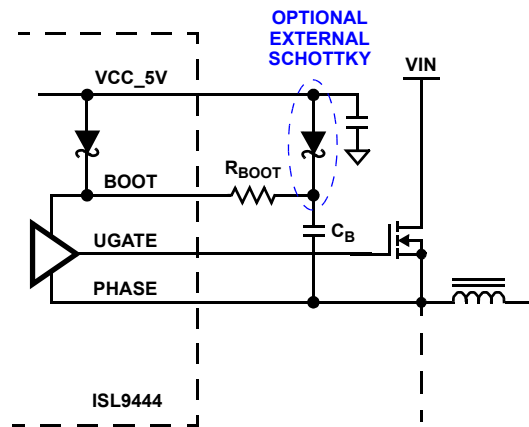 OPTIONAL
EXTERNAL
SCHOTTKY
VCC_5V
VIN
BOOT
RBOOT
CB
UGATE
PHASE
ISL9444